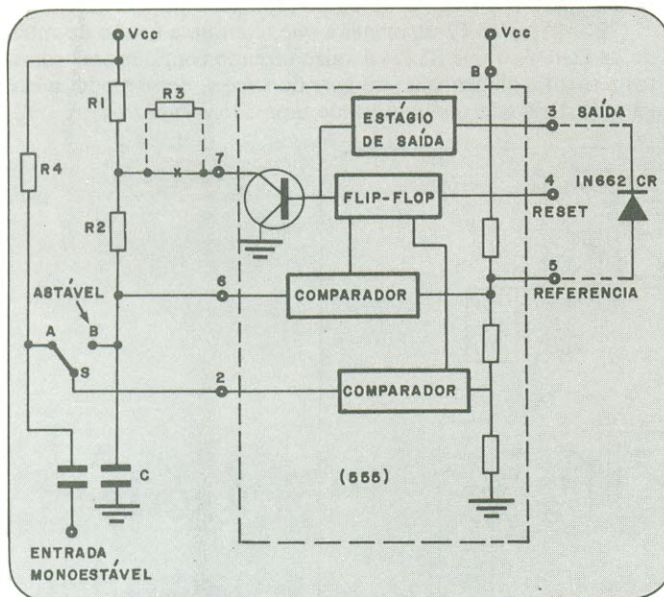 Vcc
Vcc
R1
R3
B
ESTÁGIO
DE SAÍDA
3 SAÍDA
R4
7
4
RESET
IN662 CR
FLIP-FLOP
R2
5
REFERENCIA
6
COMPARADOR
ASTÁVEL
A
B
S
2
COMPARADOR
C
(555)
ENTRADA
MONOESTÁVEL